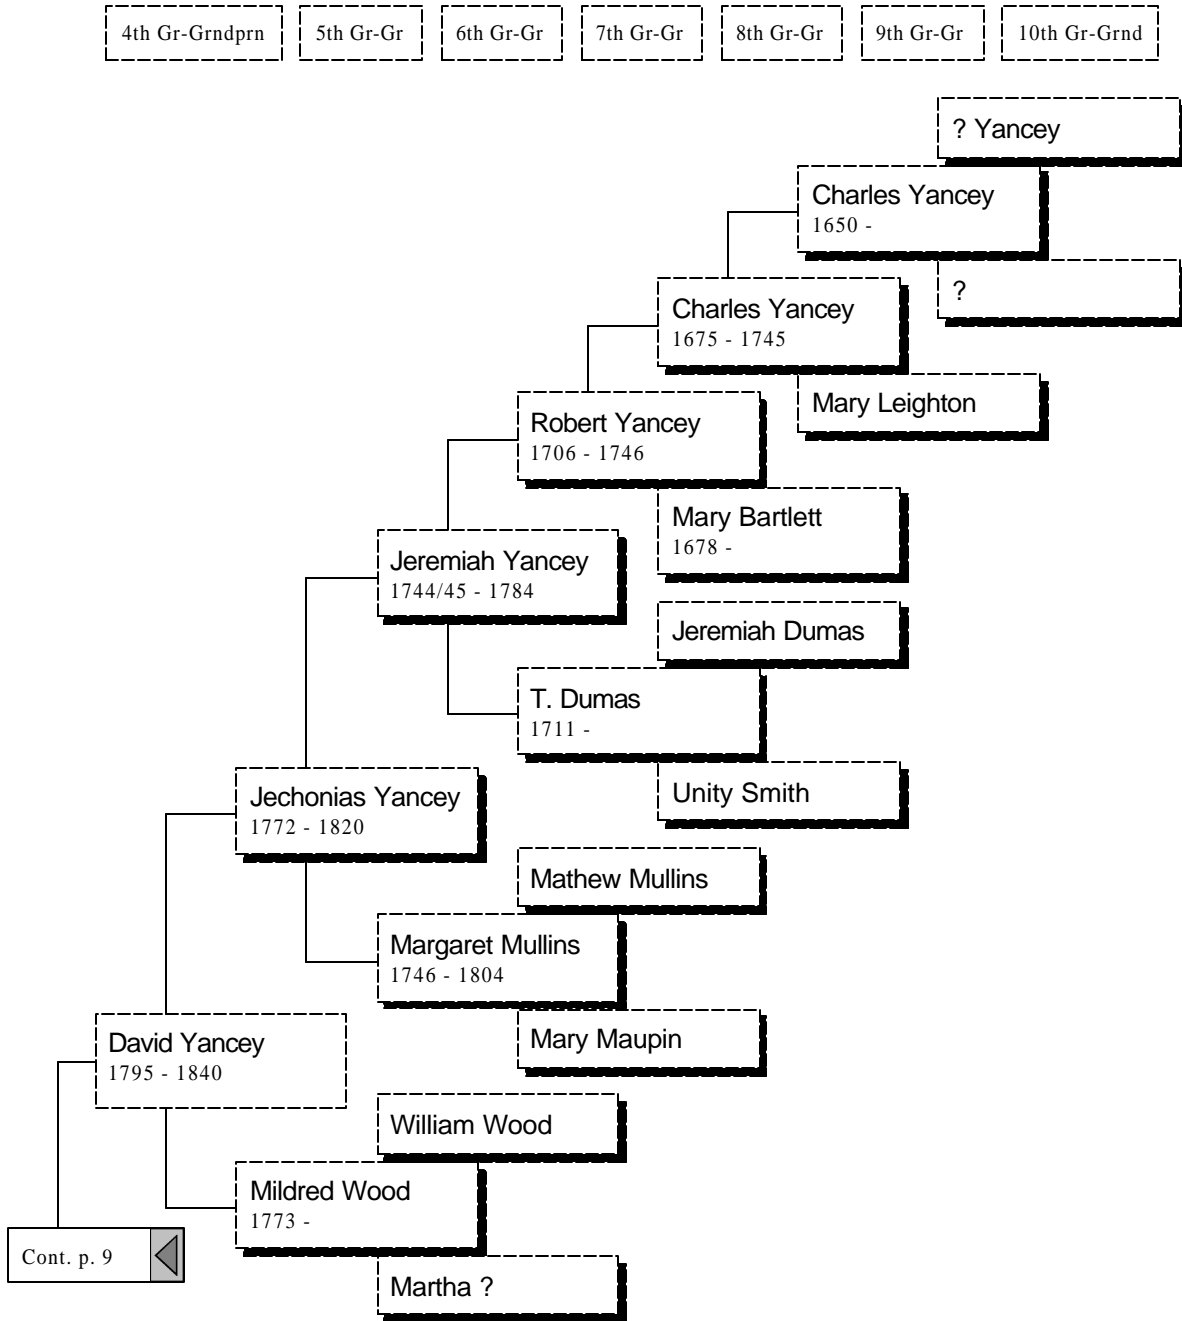 4th Gr-Grndprn
5th Gr-Gr
6th Gr-Gr
7th Gr-Gr
8th Gr-Gr
9th Gr-Gr
10th Gr-Grnd
? Yancey
Charles Yancey
1650 -
?
Charles Yancey
1675 - 1745
Mary Leighton
Robert Yancey
1706 - 1746
Mary Bartlett
1678 -
Jeremiah Yancey
1744/45 - 1784
Jeremiah Dumas
T. Dumas
1711 -
Unity Smith
Jechonias Yancey
1772 - 1820
Mathew Mullins
Margaret Mullins
1746 - 1804
Mary Maupin
David Yancey
1795 - 1840
William Wood
Mildred Wood
1773 -
Cont. p. 9
Martha ?